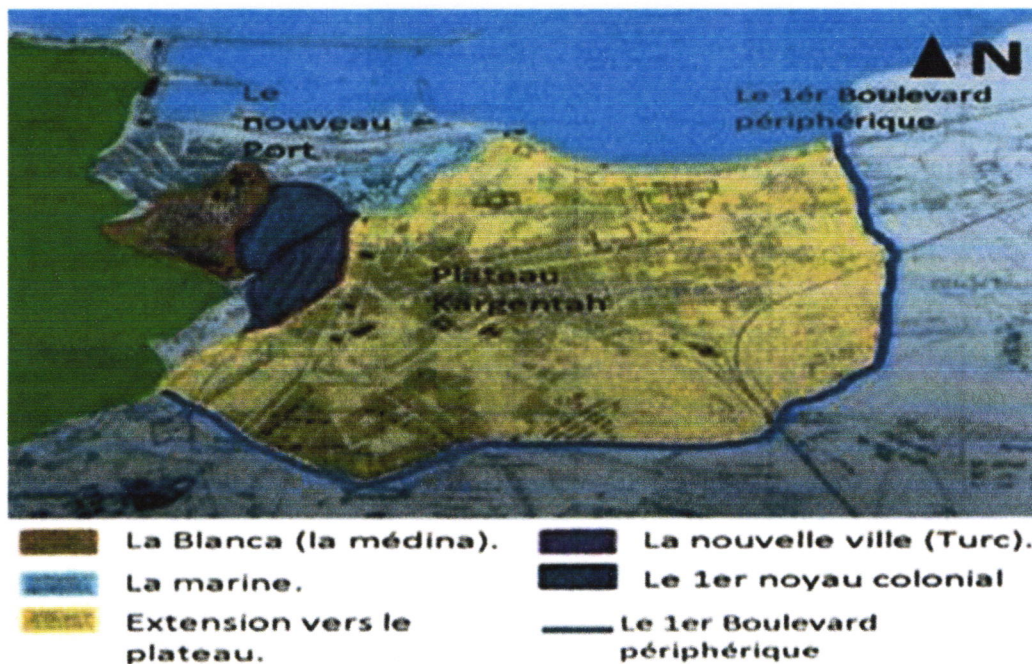 N
Le
nouveau
Port
Le 1ér Boulevard
périphérique
Plateau
Kargentah
La Blanca (la médina).
La nouvelle ville (Turc).
La marine.
Le 1er noyau colonial
Extension vers le
plateau.
Le 1er Boulevard
périphérique